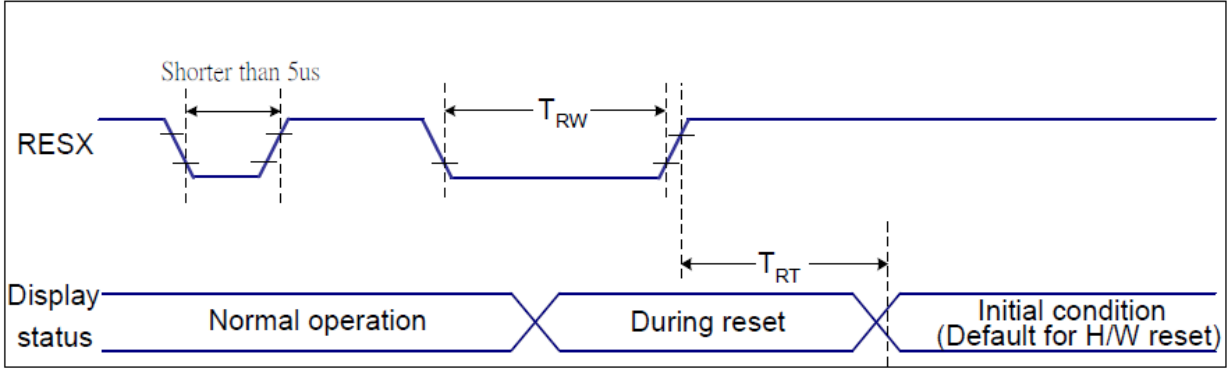 Shorter than 5us
RESX
TRW
TRT
Display
status
Normal operation
During reset
Initial condition
(Default for H/W reset)